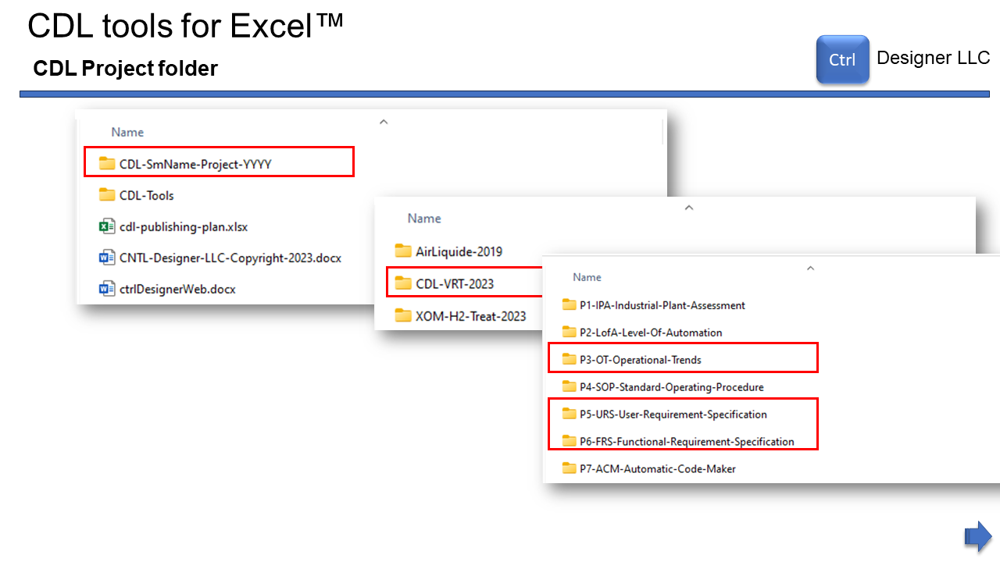 CDL tools for Excel™
CDL Project folder
Ctrl
Designer LLC
Name
CDL-SmName-Project-YYYY
CDL-Tools
cdl-publishing-plan.xlsx
CNTL-Designer-LLC-Copyright-2023.docx
ctrlDesignerWeb.docx
Name
AirLiquide-2019
CDL-VRT-2023
XOM-H2-Treat-2023
Name
P1-IPA-Industrial-Plant-Assessment
P2-LofA-Level-Of-Automation
P3-OT-Operational-Trends
P4-SOP-Standard-Operating-Procedure
P5-URS-User-Requirement-Specification
P6-FRS-Functional-Requirement-Specification
P7-ACM-Automatic-Code-Maker